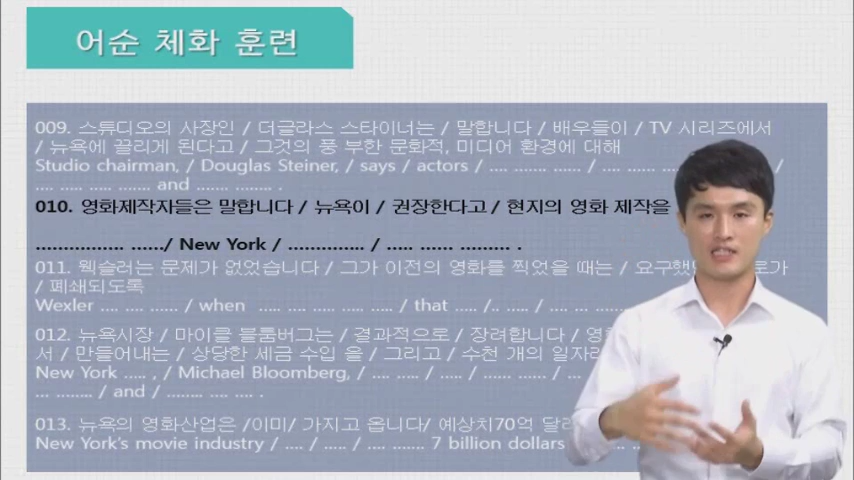 어순 체화 훈련
009. 스튜디오의 사장인 / 더글라스 스타이너는 / 말합니다 / 배우들이 / TV 시리즈에서
/ 뉴욕에 끌리게 된다고 / 그것의 풍 부한 문화적, 미디어 환경에 대해
Studio chairman, / Douglas Steiner, / says / actors / .... ....... ...... / .... ...... ..... /
.... ..... ..... ...... and ....... ....... .
010. 영화제작자들은 말합니다 / 뉴욕이 / 권장한다고 / 현지의 영화 제작을
................ ....../ New York / .............. / ..... ...... ......... .
011. 웩슬러는 문제가 없었습니다 / 그가 이전의 영화를 찍었을 때는 /
/ 폐쇄되도록
Wexler .... ..... / when .... ..... .... ..... / that ..... /.. ..... / .... ...
012. 뉴욕시장 / 마이클 블룸버그는 / 결과적으로 / 장려합니다 /
서 / 만들어내는 / 상당한 세금 수입 을 / 그리고 / 수천 개의
New York ..... , / Michael Bloomberg, / .... ..... / ..... / ...... ..... / ...
... ........ / and / ........ .... .... .
013. 뉴욕의 영화산업은 /이미/ 가지고 옵니다/ 예상치70억
New York's movie industry / .... / ..... / .... ....... 7 billion dollars